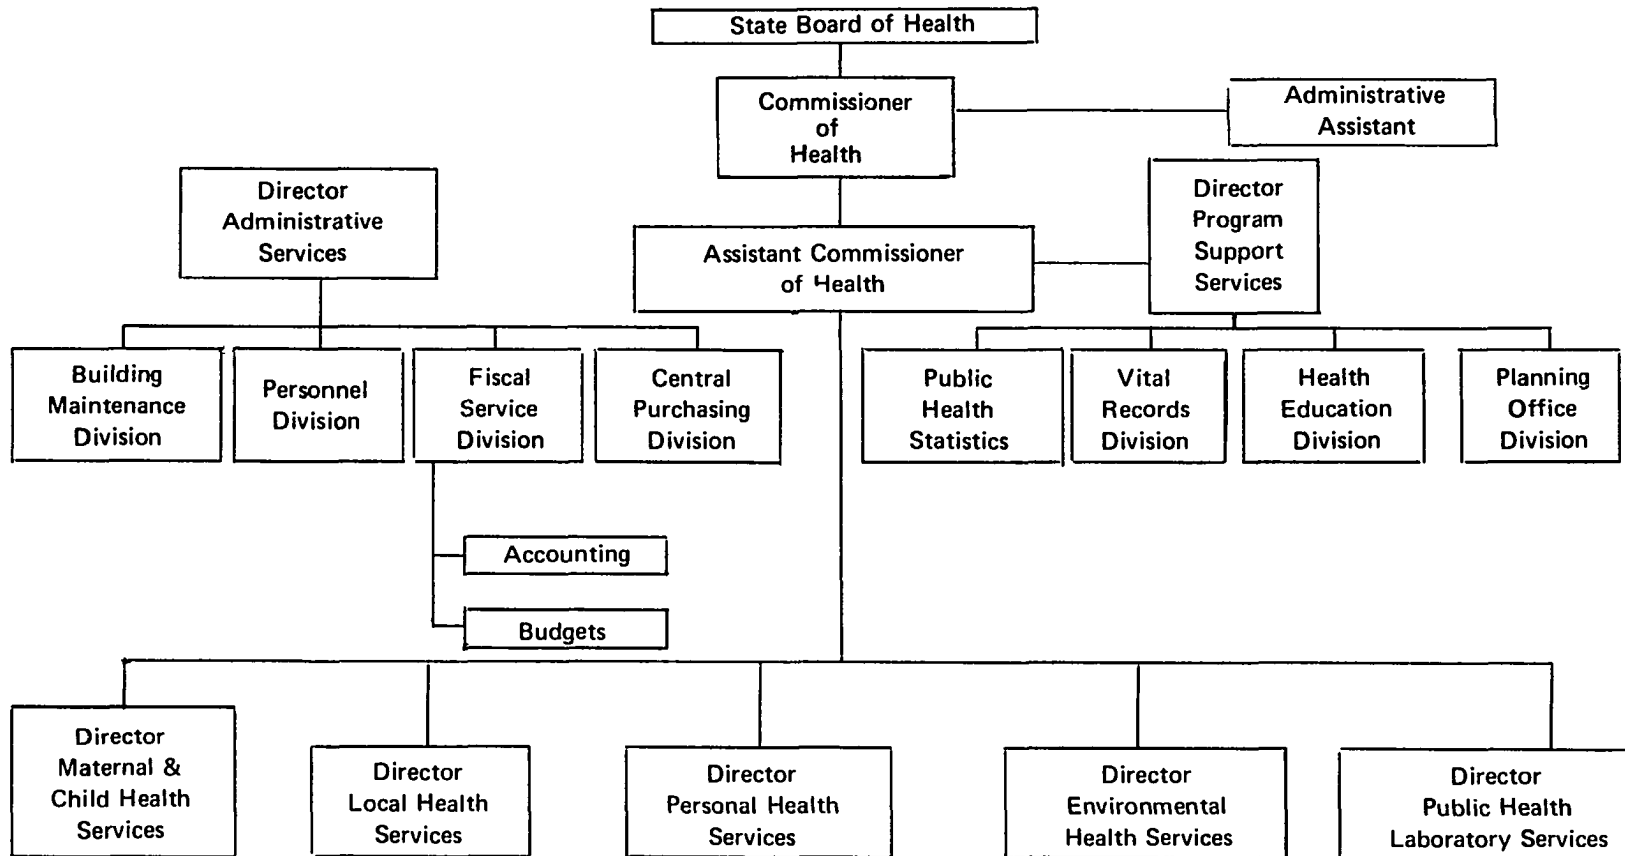 State Board of Health
Commissioner
of
Health
Administrative
Assistant
Director
Administrative
Services
Assistant Commissioner
of Health
Director
Program
Support
Services
Building
Maintenance
Division
Personnel
Division
Fiscal
Service
Division
Central
Purchasing
Division
Public
Health
Statistics
Vital
Records
Division
Health
Education
Division
Planning
Office
Division
Accounting
Budgets
Director
Maternal &
Child Health
Services
Director
Local Health
Services
Director
Personal Health
Services
Director
Environmental
Health Services
Director
Public Health
Laboratory Services